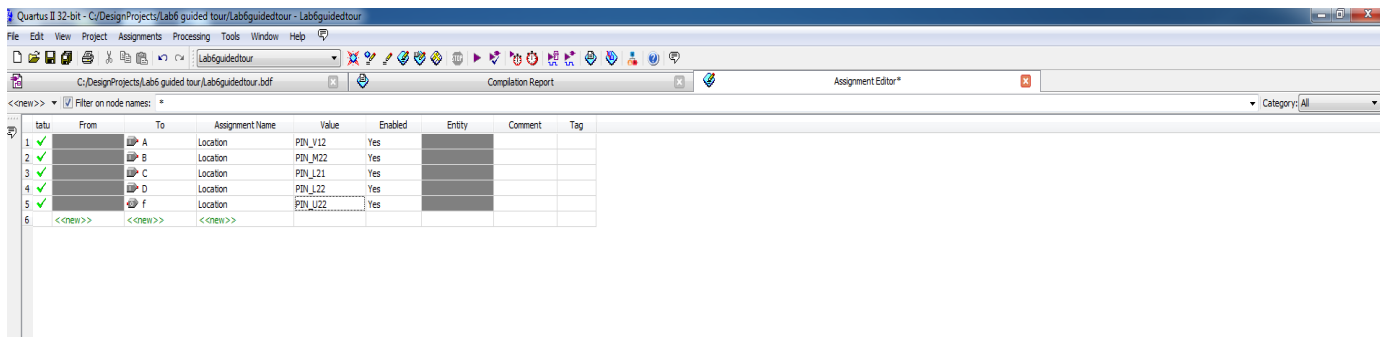 Quartus II 32-bit - C:/DesignProjects/Lab6 guided tour/Lab6guidedtour - Lab6guidedtour
File Edit View Project Assignments Processing Tools Window Help
Lab6guidedtour
C:/DesignProjects/Lab6 guided tour/Lab6guidedtour.bdf Compilation Report Assignment Editor*
<<new>> Filter on node names: * Category: All
tatu From To Assignment Name Value Enabled Entity Comment Tag
1 A Location PIN_V12 Yes
2 B Location PIN_M22 Yes
3 C Location PIN_L21 Yes
4 D Location PIN_L22 Yes
5 f Location PIN_U22 Yes
6 <<new>> <<new>> <<new>>